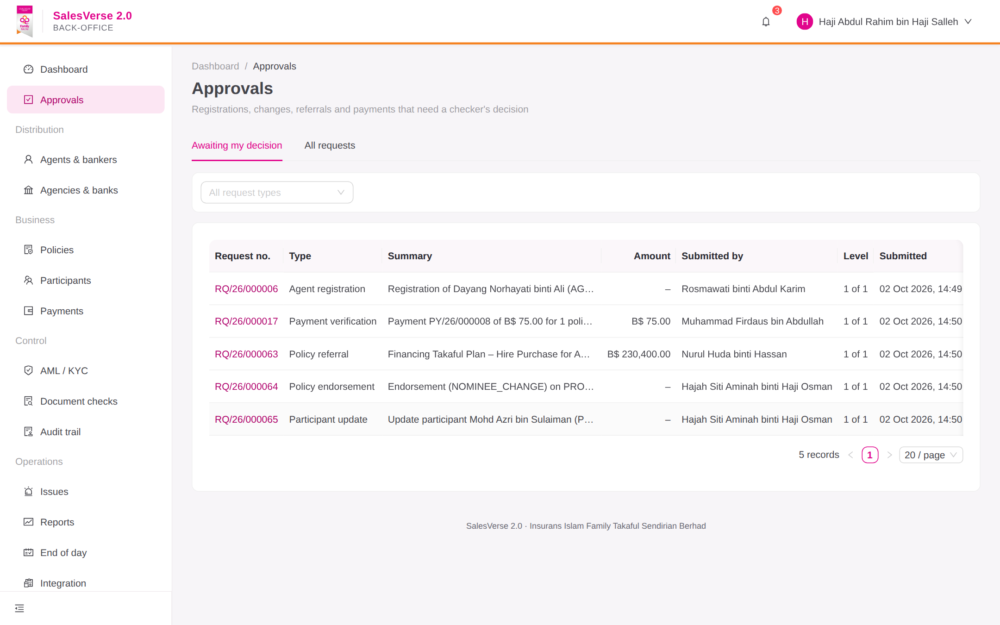 Family
Takaful
SalesVerse 2.0
BACK-OFFICE
3
H
Haji Abdul Rahim bin Haji Salleh
Dashboard
Approvals
Distribution
Agents & bankers
Agencies & banks
Business
Policies
Participants
Payments
Control
AML / KYC
Document checks
Audit trail
Operations
Issues
Reports
End of day
Integration
Dashboard / Approvals
Approvals
Registrations, changes, referrals and payments that need a checker's decision
Awaiting my decision All requests
All request types
Request no. Type Summary Amount Submitted by Level Submitted
RQ/26/000006 Agent registration Registration of Dayang Norhayati binti Ali (AG… – Rosmawati binti Abdul Karim 1 of 1 02 Oct 2026, 14:49
RQ/26/000017 Payment verification Payment PY/26/000008 of B$ 75.00 for 1 poli… B$ 75.00 Muhammad Firdaus bin Abdullah 1 of 1 02 Oct 2026, 14:50
RQ/26/000063 Policy referral Financing Takaful Plan – Hire Purchase for A… B$ 230,400.00 Nurul Huda binti Hassan 1 of 1 02 Oct 2026, 14:50
RQ/26/000064 Policy endorsement Endorsement (NOMINEE_CHANGE) on PRO… – Hajah Siti Aminah binti Haji Osman 1 of 1 02 Oct 2026, 14:50
RQ/26/000065 Participant update Update participant Mohd Azri bin Sulaiman (P… – Hajah Siti Aminah binti Haji Osman 1 of 1 02 Oct 2026, 14:50
5 records 1 20 / page
SalesVerse 2.0 · Insurans Islam Family Takaful Sendirian Berhad